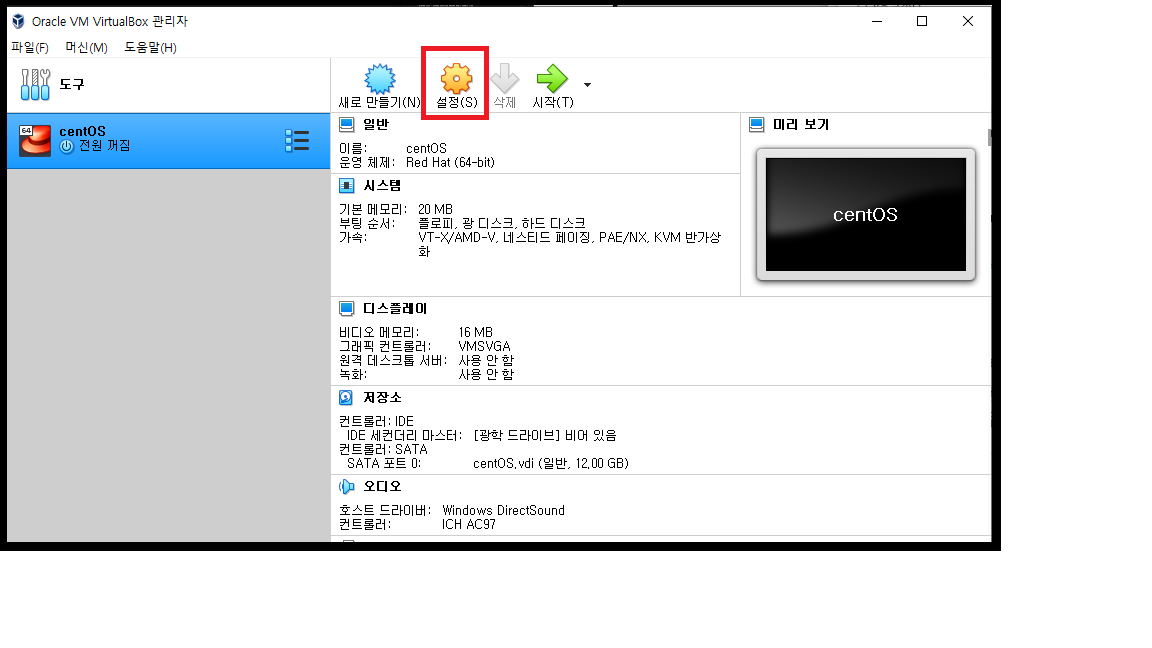 Oracle VM VirtualBox 관리자
파일(F) 머신(M) 도움말(H)
도구
새로 만들기(N) 설정(S) 삭제 시작(T)
64 centOS
전원 꺼짐
일반
이름: centOS
운영 체제: Red Hat (64-bit)
시스템
기본 메모리: 20 MB
부팅 순서: 플로피, 광 디스크, 하드 디스크
가속: VT-X/AMD-V, 네스티드 페이징, PAE/NX, KVM 반가상
화
미리 보기
centOS
디스플레이
비디오 메모리: 16 MB
그래픽 컨트롤러: VMSVGA
원격 데스크톱 서버: 사용 안 함
녹화: 사용 안 함
저장소
컨트롤러: IDE
IDE 세컨더리 마스터: [광학 드라이브] 비어 있음
컨트롤러: SATA
SATA 포트 0: centOS.vdi (일반, 12.00 GB)
오디오
호스트 드라이버: Windows DirectSound
컨트롤러: ICH AC97